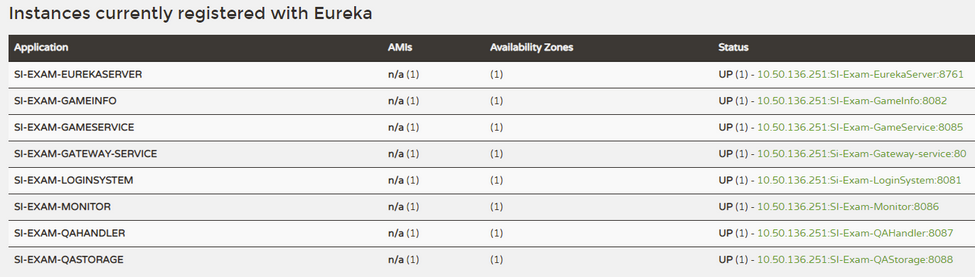 Instances currently registered with Eureka
Application AMIs Availability Zones Status
SI-EXAM-EUREKASERVER n/a (1) (1) UP (1) - 10.50.136.251:SI-Exam-EurekaServer:8761
SI-EXAM-GAMEINFO n/a (1) (1) UP (1) - 10.50.136.251:SI-Exam-GameInfo:8082
SI-EXAM-GAMESERVICE n/a (1) (1) UP (1) - 10.50.136.251:SI-Exam-GameService:8085
SI-EXAM-GATEWAY-SERVICE n/a (1) (1) UP (1) - 10.50.136.251:Si-Exam-Gateway-service:80
SI-EXAM-LOGINSYSTEM n/a (1) (1) UP (1) - 10.50.136.251:Si-Exam-LoginSystem:8081
SI-EXAM-MONITOR n/a (1) (1) UP (1) - 10.50.136.251:SI-Exam-Monitor:8086
SI-EXAM-QAHANDLER n/a (1) (1) UP (1) - 10.50.136.251:SI-Exam-QAHandler:8087
SI-EXAM-QASTORAGE n/a (1) (1) UP (1) - 10.50.136.251:SI-Exam-QAStorage:8088